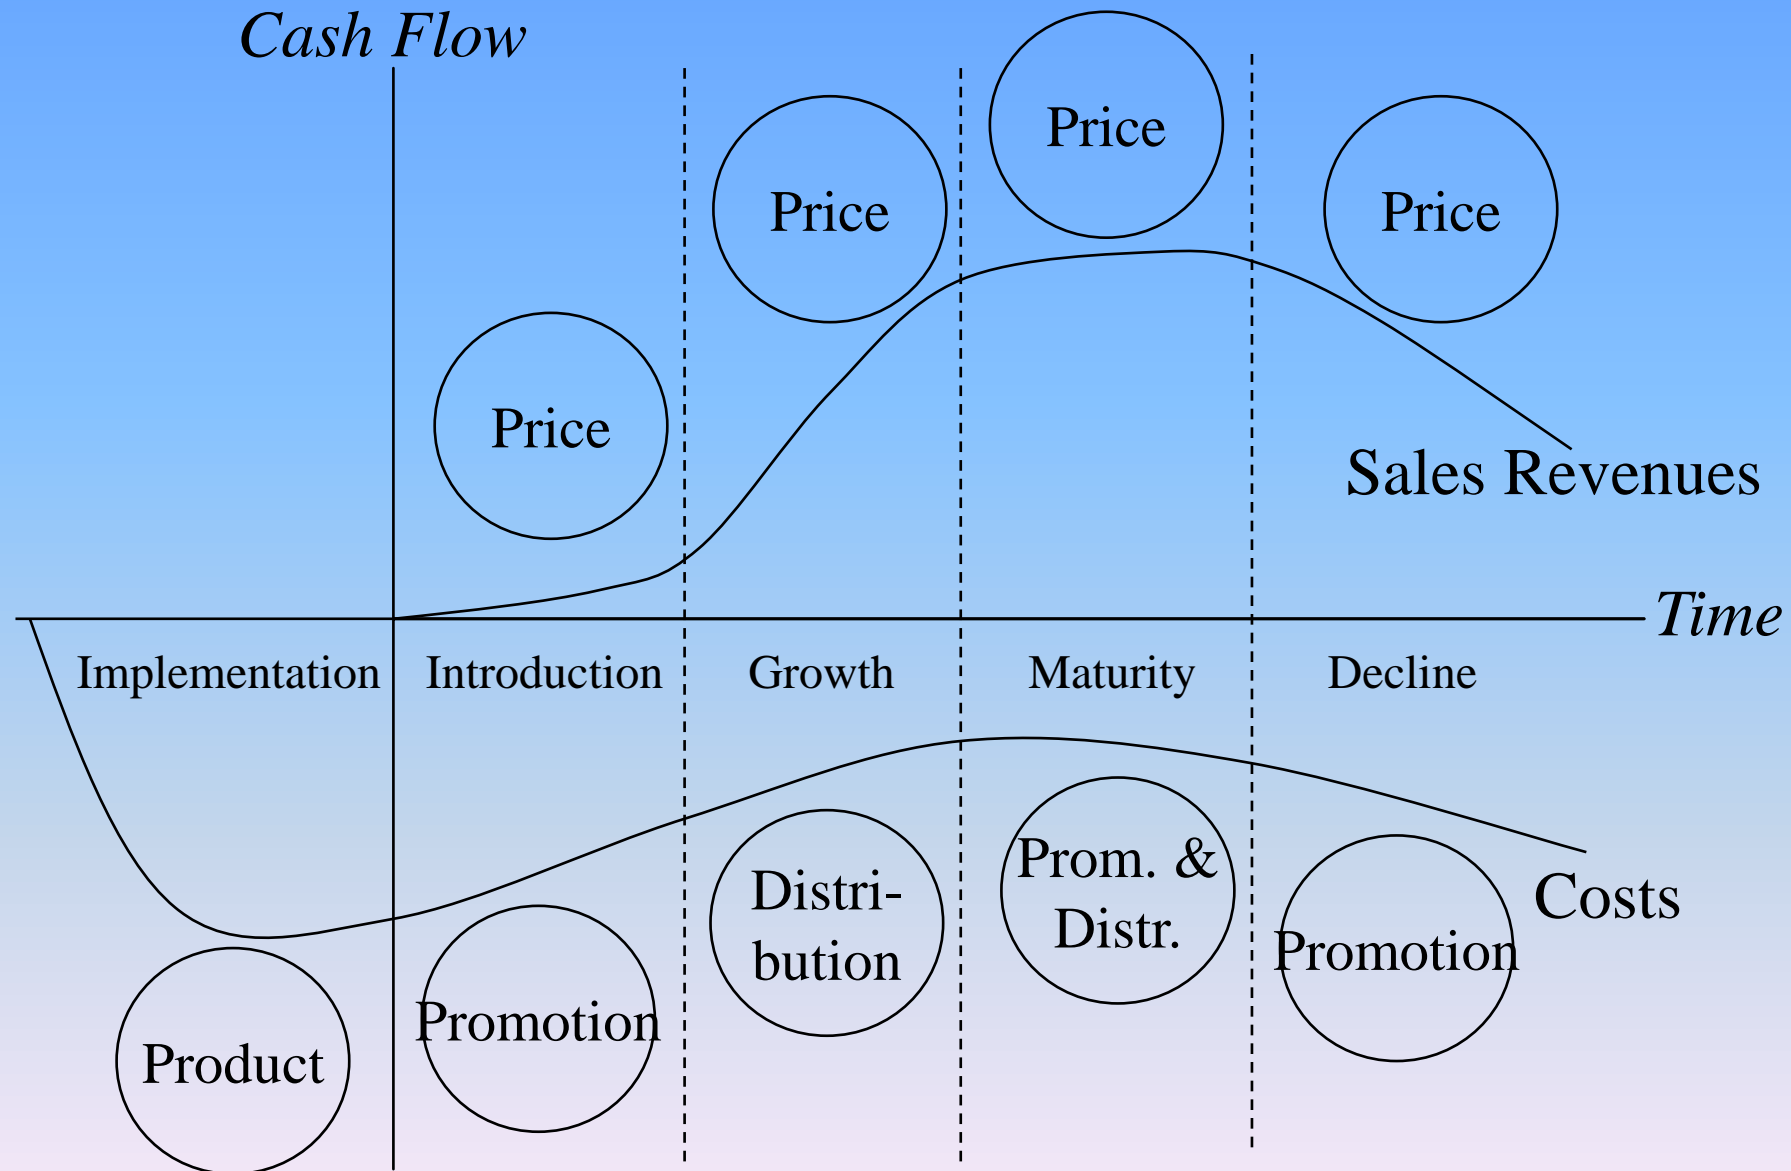 Cash Flow
Price
Price
Price
Price
Sales Revenues
Time
Implementation
Introduction
Growth
Maturity
Decline
Product
Promotion
Distri-
bution
Prom. &
Distr.
Promotion
Costs